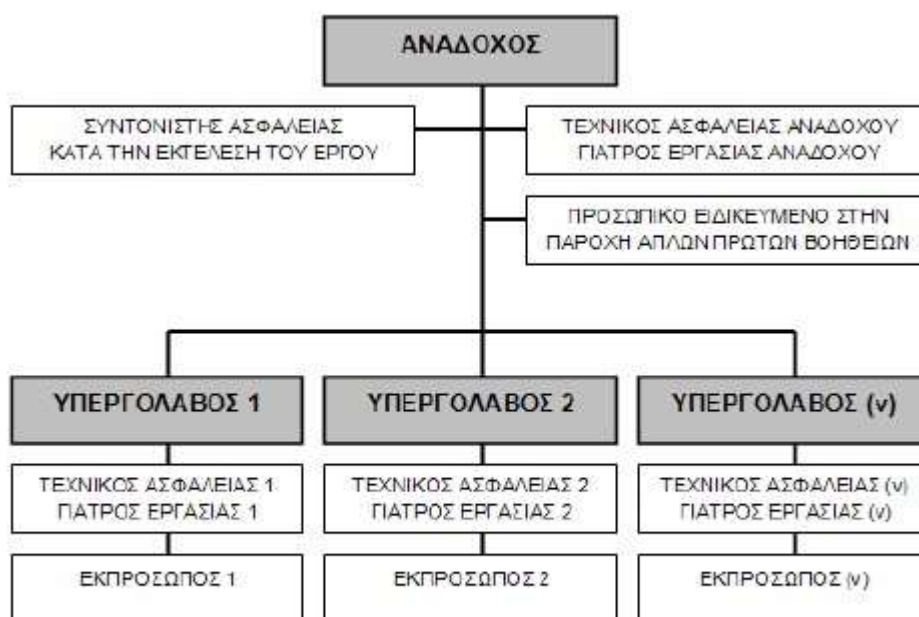 ΑΝΑΔΟΧΟΣ
ΣΥΝΤΟΝΙΣΤΗΣ ΑΣΦΑΛΕΙΑΣ
ΚΑΤΑ ΤΗΝ ΕΚΤΕΛΕΣΗ ΤΟΥ ΕΡΓΟΥ
ΤΕΧΝΙΚΟΣ ΑΣΦΑΛΕΙΑΣ ΑΝΑΔΟΧΟΥ
ΓΙΑΤΡΟΣ ΕΡΓΑΣΙΑΣ ΑΝΑΔΟΧΟΥ
ΠΡΟΣΩΠΙΚΟ ΕΙΔΙΚΕΥΜΕΝΟ ΣΤΗΝ
ΠΑΡΟΧΗ ΑΠΛΩΝ ΠΡΩΤΩΝ ΒΟΗΘΕΙΩΝ
ΥΠΕΡΓΟΛΑΒΟΣ 1
ΥΠΕΡΓΟΛΑΒΟΣ 2
ΥΠΕΡΓΟΛΑΒΟΣ (ν)
ΤΕΧΝΙΚΟΣ ΑΣΦΑΛΕΙΑΣ 1
ΓΙΑΤΡΟΣ ΕΡΓΑΣΙΑΣ 1
ΤΕΧΝΙΚΟΣ ΑΣΦΑΛΕΙΑΣ 2
ΓΙΑΤΡΟΣ ΕΡΓΑΣΙΑΣ 2
ΤΕΧΝΙΚΟΣ ΑΣΦΑΛΕΙΑΣ (ν)
ΓΙΑΤΡΟΣ ΕΡΓΑΣΙΑΣ (ν)
ΕΚΠΡΟΣΩΠΟΣ 1
ΕΚΠΡΟΣΩΠΟΣ 2
ΕΚΠΡΟΣΩΠΟΣ (ν)